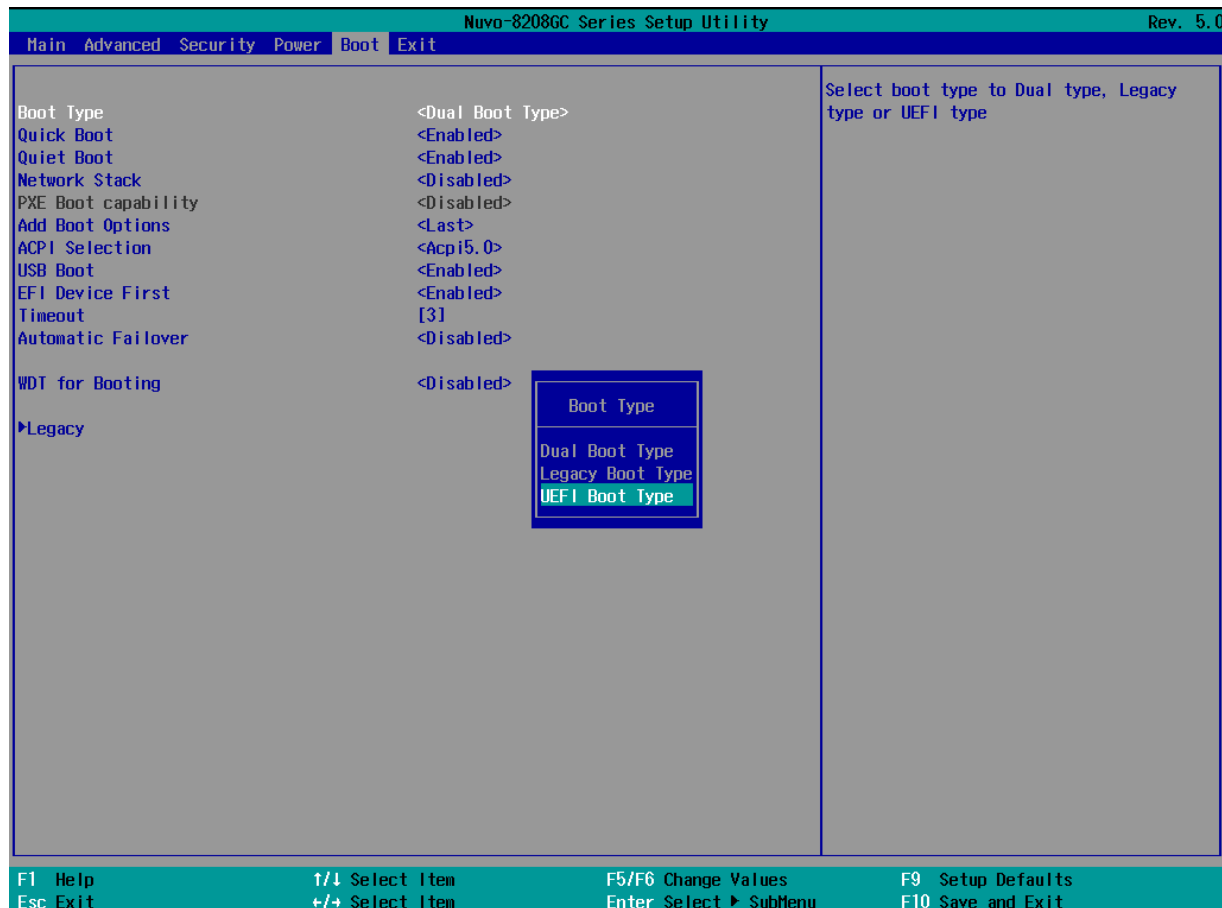 Nuvo-8208GC Series Setup Utility Rev. 5.0
Main Advanced Security Power Boot Exit
Boot Type <Dual Boot Type>
Quick Boot <Enabled>
Quiet Boot <Enabled>
Network Stack <Disabled>
PXE Boot capability <Disabled>
Add Boot Options <Last>
ACPI Selection <Acpi5.0>
USB Boot <Enabled>
EFI Device First <Enabled>
Timeout [3]
Automatic Failover <Disabled>
WDT for Booting <Disabled>
▶Legacy
Boot Type
Dual Boot Type
Legacy Boot Type
UEFI Boot Type
Select boot type to Dual type, Legacy
type or UEFI type
F1 Help ↑/↓ Select Item F5/F6 Change Values F9 Setup Defaults
Esc Exit ←/→ Select Item Enter Select ▶ SubMenu F10 Save and Exit